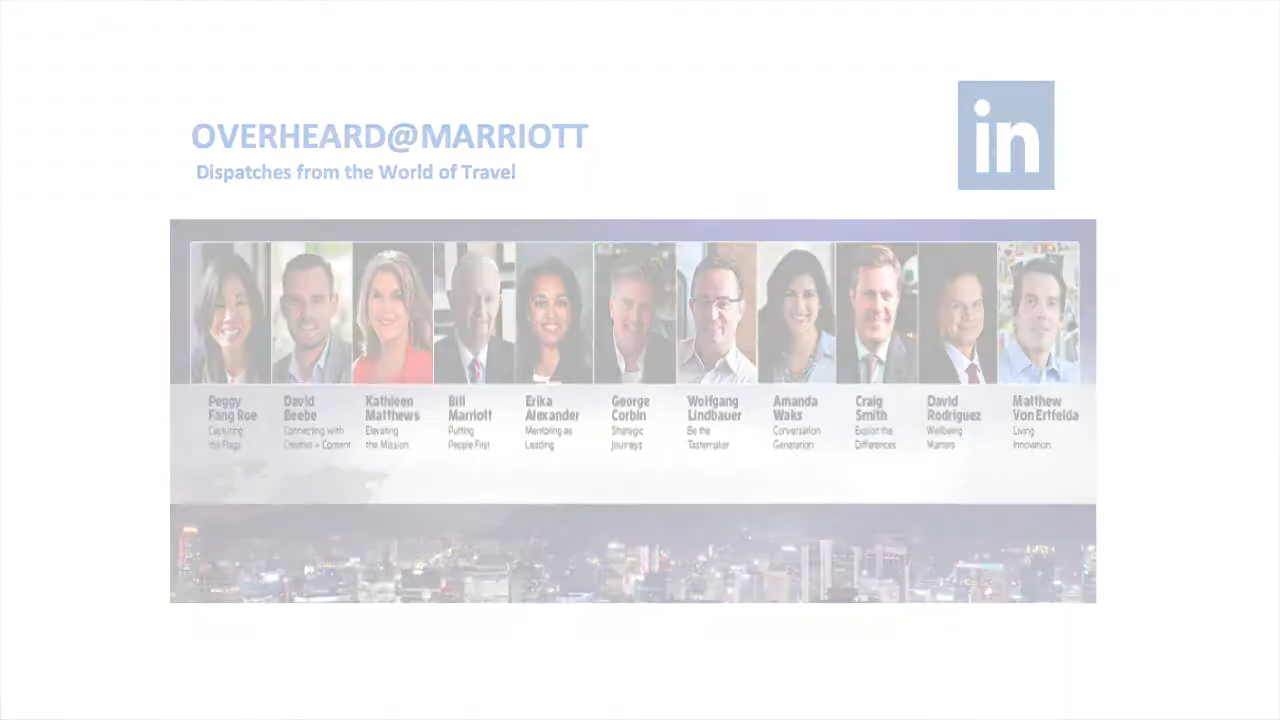 OVERHEARD@MARRIOTT
Dispatches from the World of Travel
in
Peggy
Fang Roe
Capturing
the Flags
David
Beebe
Connecting with
Creative + Content
Kathleen
Matthews
Elevating
the Mission
Bill
Marriott
Putting
People First
Erika
Alexander
Mentoring as
Leading
George
Corbin
Strategic
Journeys
Wolfgang
Lindbauer
Be the
Tastemaker
Amanda
Waks
Conversation
Generation
Craig
Smith
Exploit the
Differences
David
Rodriguez
Wellbeing
Matters
Matthew
Von Ertfelda
Living
Innovation